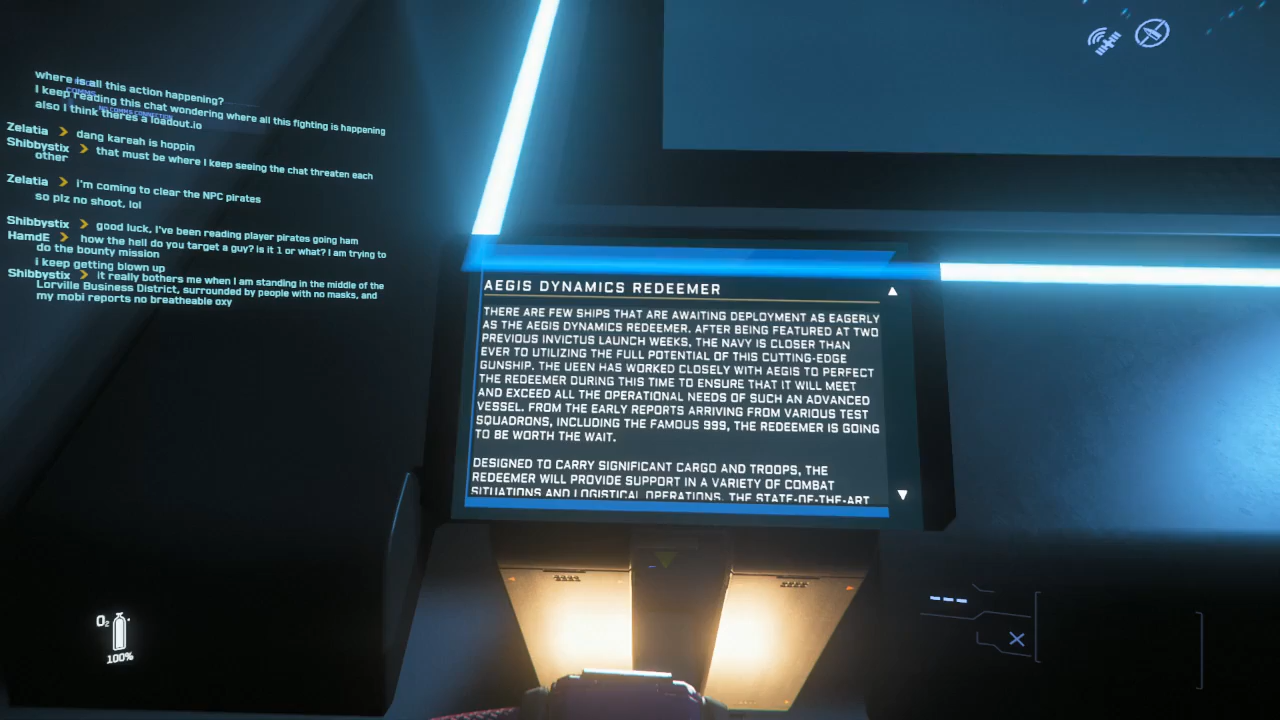 where is all this action happening?
I keep reading this chat wondering where all this fighting is happening
also I think theres a loadout.io
Zelatia > dang kareah is hoppin
Shibbystix > that must be where I keep seeing the chat threaten each
other
Zelatia > i'm coming to clear the NPC pirates
so plz no shoot, lol
Shibbystix > good luck, I've been reading player pirates going ham
HamdE > how the hell do you target a guy? is it 1 or what? I am trying to
do the bounty mission
i keep getting blown up
Shibbystix > it really bothers me when I am standing in the middle of the
Lorville Business District, surrounded by people with no masks, and
my mobi reports no breatheable oxy
COMMS
NO COMMS CONNECTION
AEGIS DYNAMICS REDEEMER
THERE ARE FEW SHIPS THAT ARE AWAITING DEPLOYMENT AS EAGERLY
AS THE AEGIS DYNAMICS REDEEMER. AFTER BEING FEATURED AT TWO
PREVIOUS INVICTUS LAUNCH WEEKS, THE NAVY IS CLOSER THAN
EVER TO UTILIZING THE FULL POTENTIAL OF THIS CUTTING-EDGE
GUNSHIP. THE UEEN HAS WORKED CLOSELY WITH AEGIS TO PERFECT
THE REDEEMER DURING THIS TIME TO ENSURE THAT IT WILL MEET
AND EXCEED ALL THE OPERATIONAL NEEDS OF SUCH AN ADVANCED
VESSEL. FROM THE EARLY REPORTS ARRIVING FROM VARIOUS TEST
SQUADRONS, INCLUDING THE FAMOUS 999, THE REDEEMER IS GOING
TO BE WORTH THE WAIT.
DESIGNED TO CARRY SIGNIFICANT CARGO AND TROOPS, THE
REDEEMER WILL PROVIDE SUPPORT IN A VARIETY OF COMBAT
SITUATIONS AND LOGISTICAL OPERATIONS. THE STATE-OF-THE-ART
O₂
100%